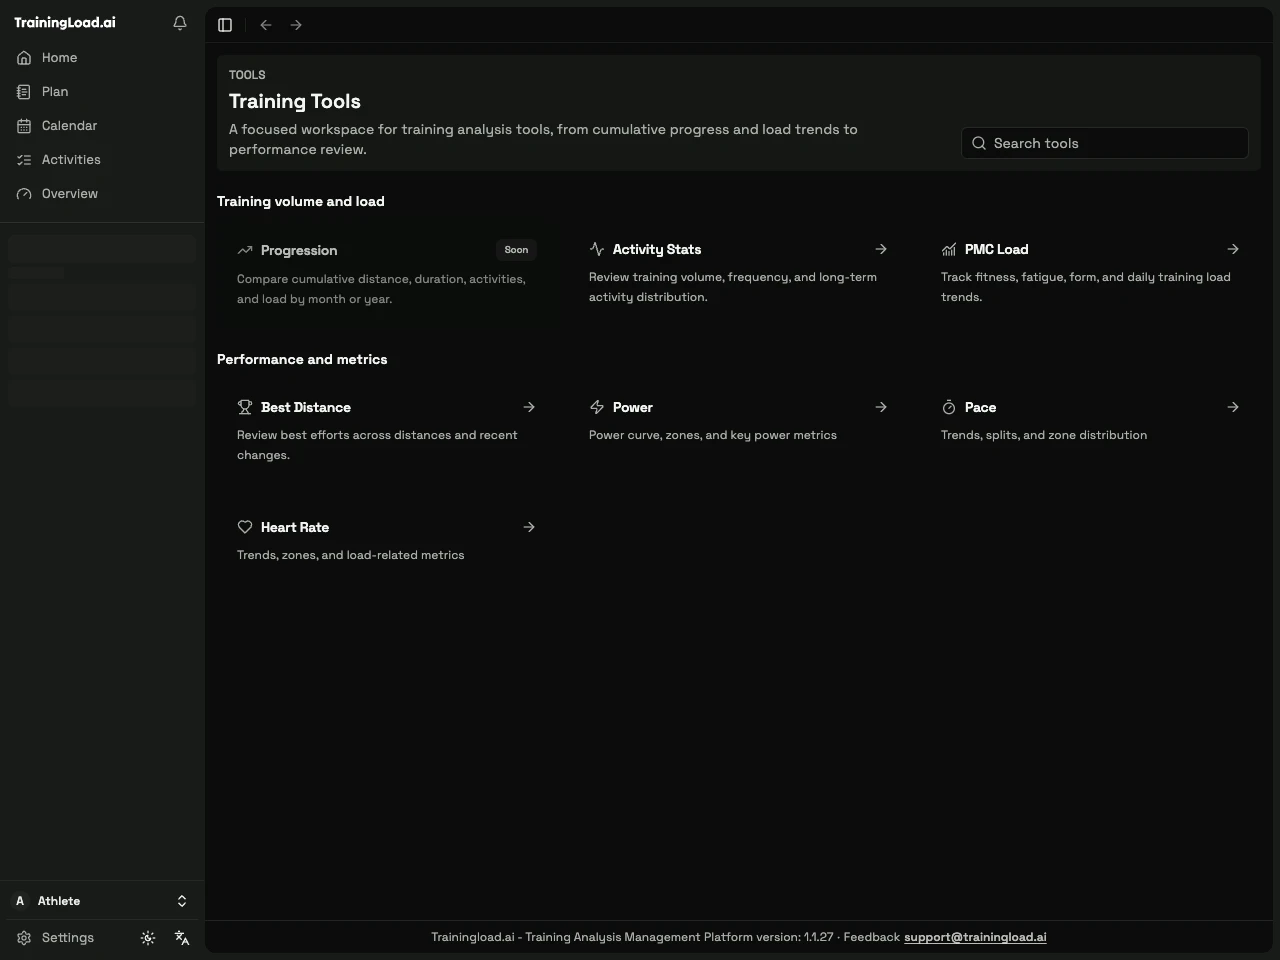 TrainingLoad.ai
Home
Plan
Calendar
Activities
Overview
TOOLS
Training Tools
A focused workspace for training analysis tools, from cumulative progress and load trends to
performance review.
Search tools
Training volume and load
Progression
Soon
Compare cumulative distance, duration, activities,
and load by month or year.
Activity Stats
Review training volume, frequency, and long-term
activity distribution.
PMC Load
Track fitness, fatigue, form, and daily training load
trends.
Performance and metrics
Best Distance
Review best efforts across distances and recent
changes.
Power
Power curve, zones, and key power metrics
Pace
Trends, splits, and zone distribution
Heart Rate
Trends, zones, and load-related metrics
A Athlete
Settings
Trainingload.ai - Training Analysis Management Platform version: 1.1.27 · Feedback support@trainingload.ai